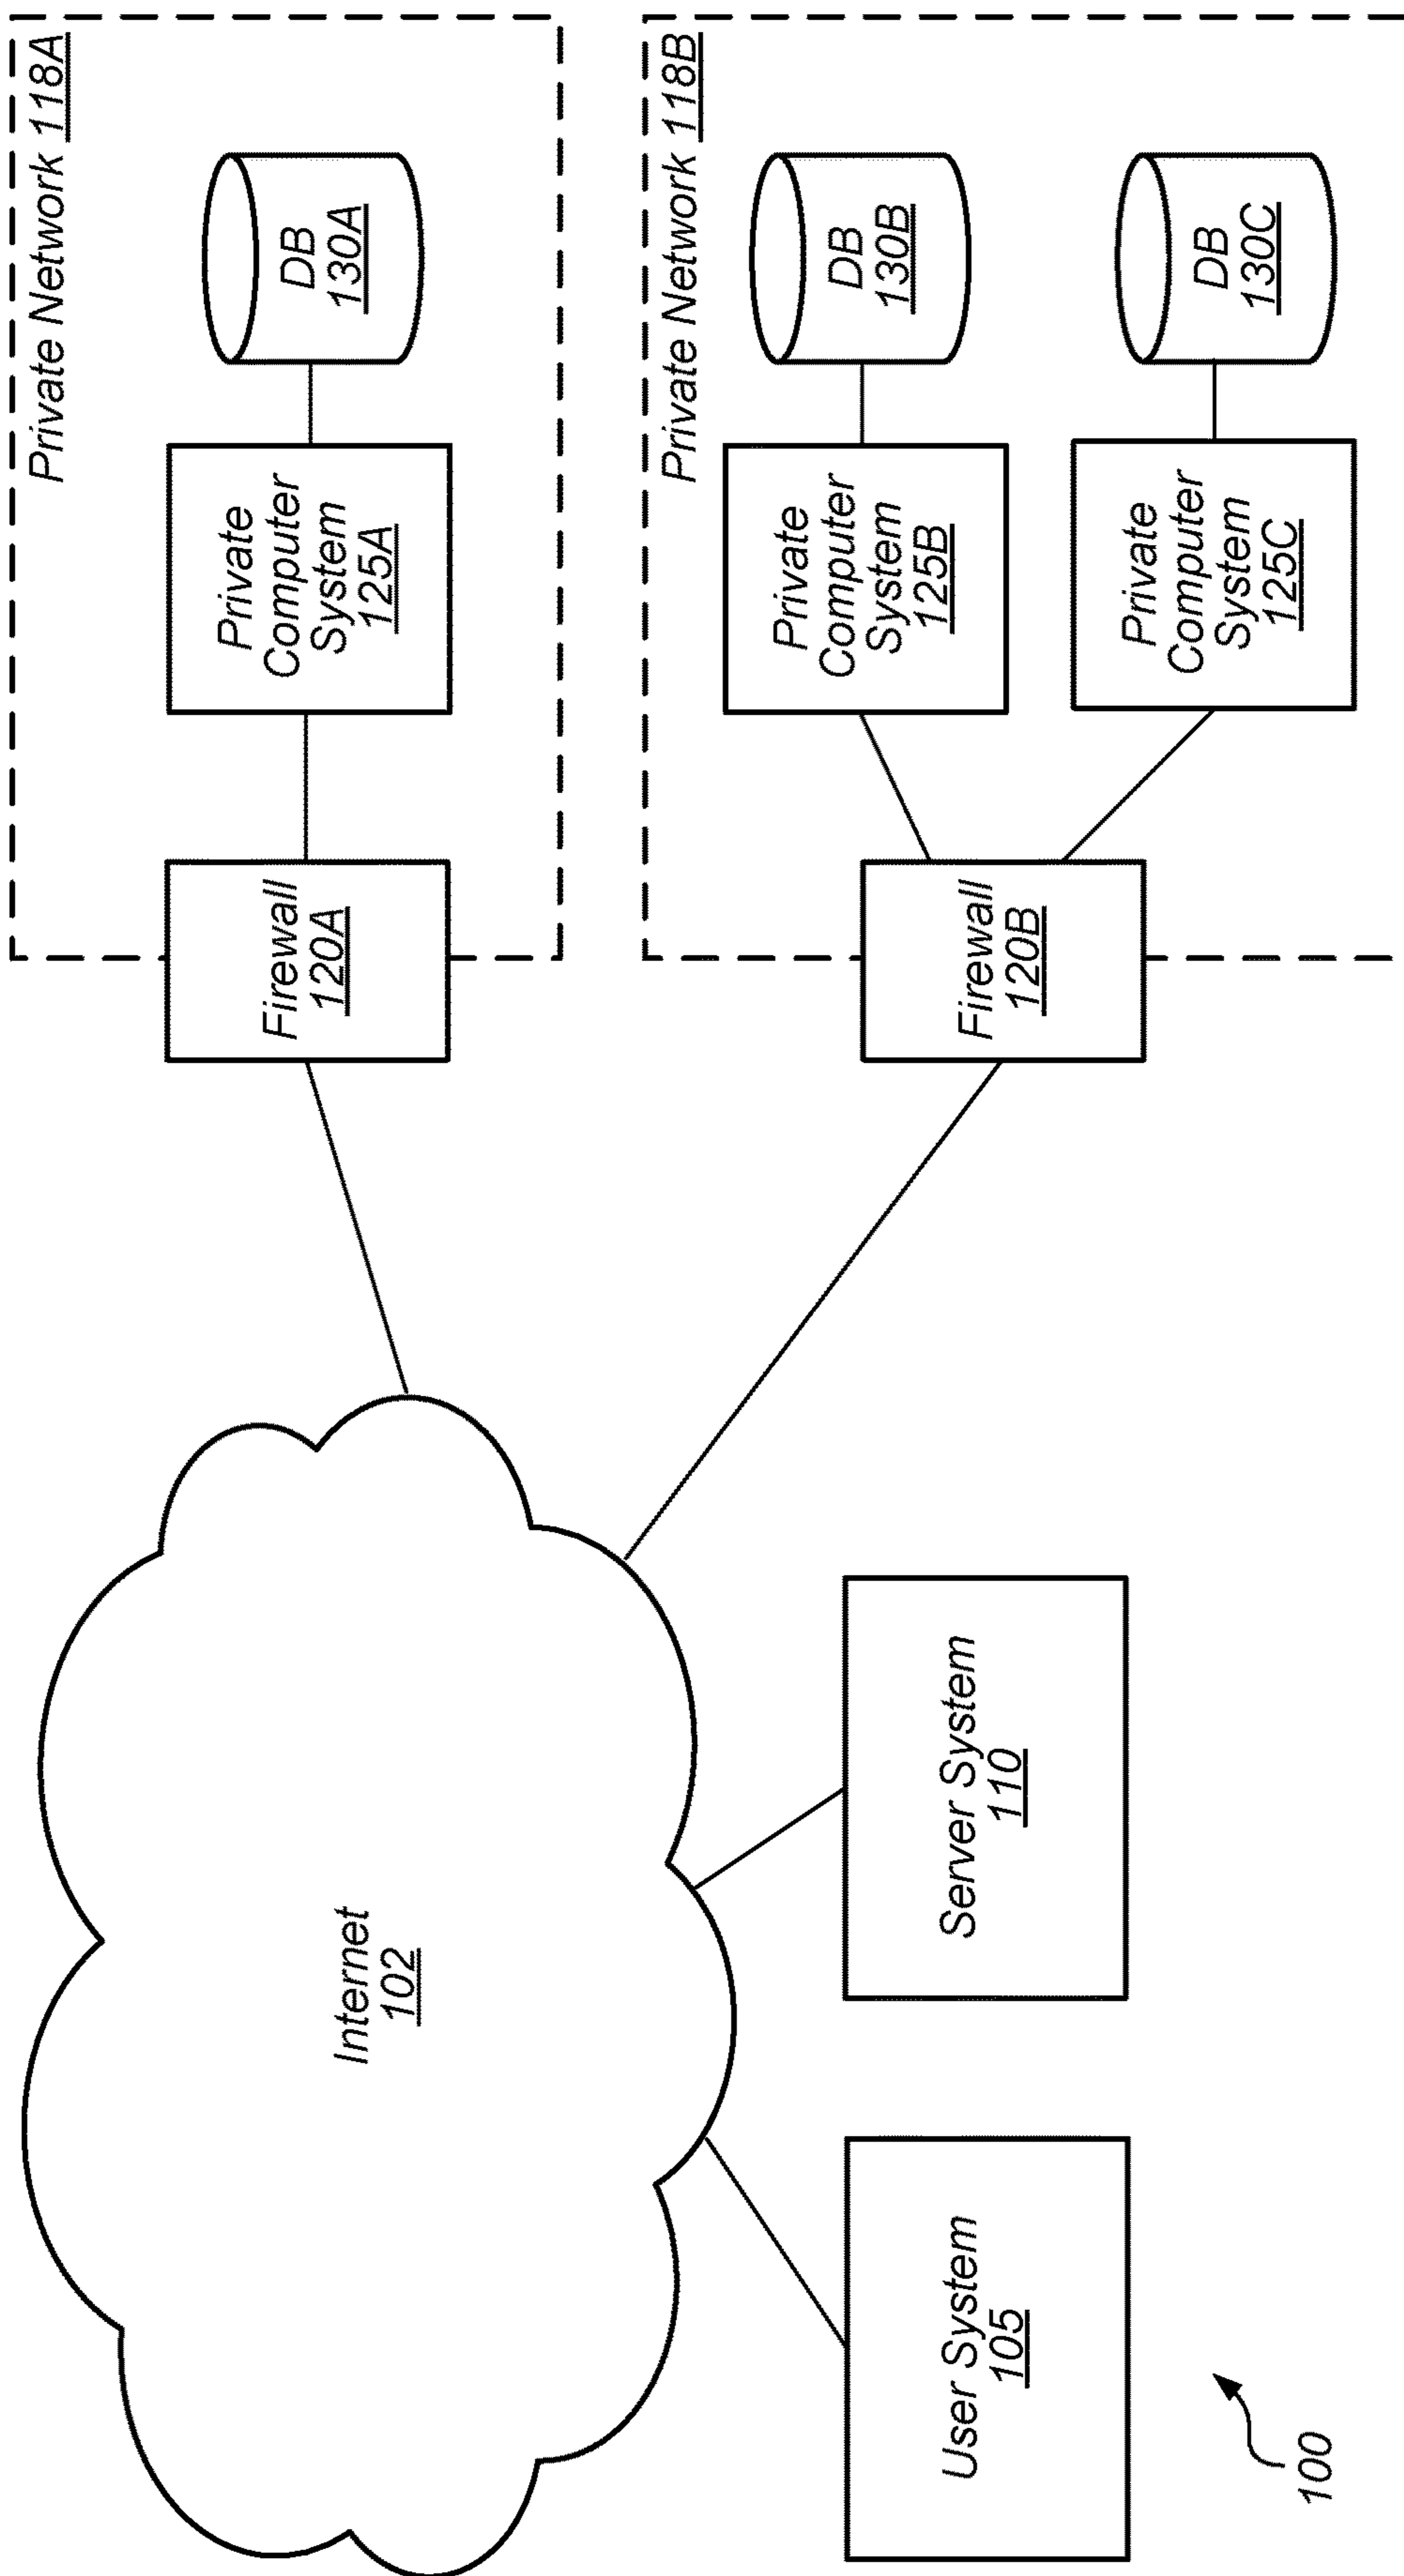 Private Network 118A
Internet
102
Firewall
120A
Private
Computer
System
125A
DB
130A
Private Network 118B
Private
Computer
System
125B
DB
130B
User System
105
Server System
110
Firewall
120B
Private
Computer
System
125C
DB
130C
100